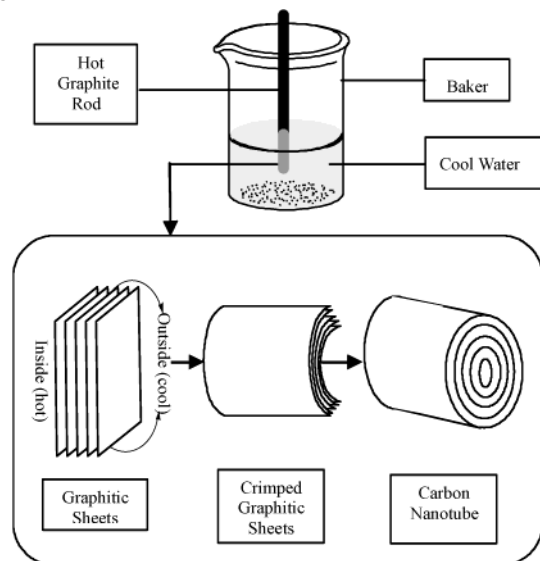 Hot
Graphite
Rod
Baker
Cool Water
Inside (hot)
Outside (cool)
Graphitic
Sheets
Crimped
Graphitic
Sheets
Carbon
Nanotube